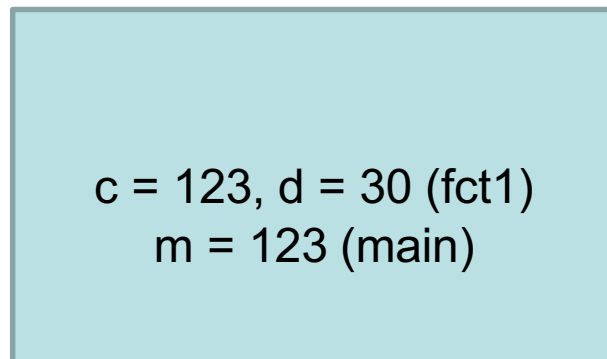 c = 123, d = 30 (fct1)
m = 123 (main)